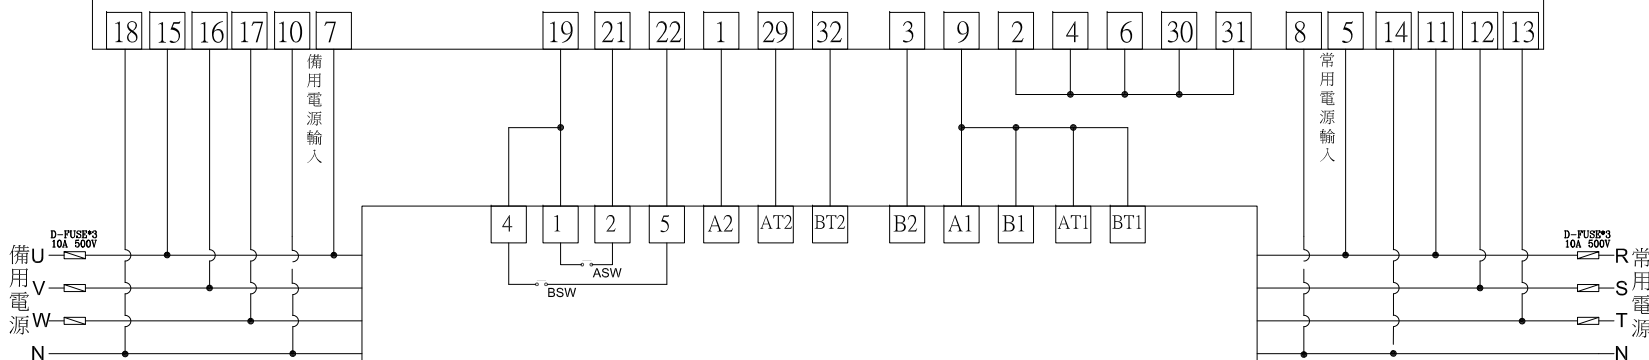 18 15 16 17 10 7 19 21 22 1 29 32 3 9 2 4 6 30 31 8 5 14 11 12 13
備用電源輸入
常用電源輸入
4 1 2 5 A2 AT2 BT2 B2 A1 B1 AT1 BT1
D-FUSE*3
10A 500V
D-FUSE*3
10A 500V
備用電源
U
V
W
N
ASW
BSW
R
S
T
N
常用電源